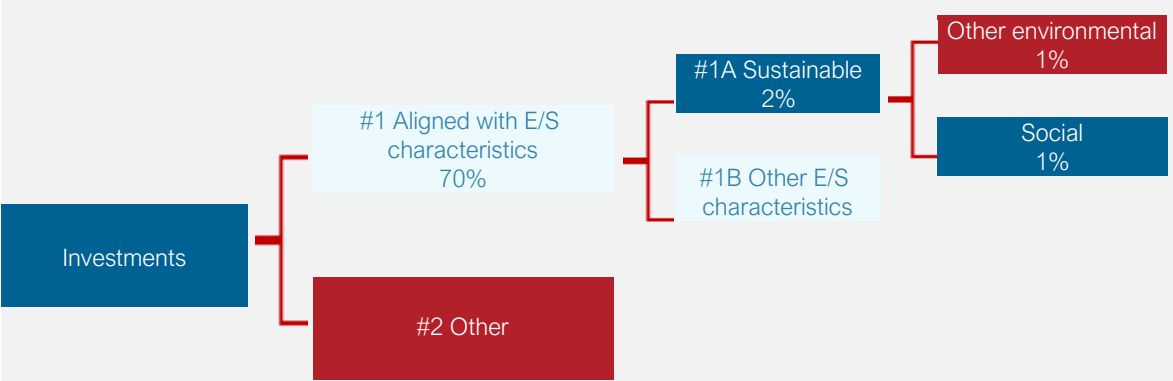 Investments
#1 Aligned with E/S
characteristics
70%
#2 Other
#1A Sustainable
2%
#1B Other E/S
characteristics
Other environmental
1%
Social
1%